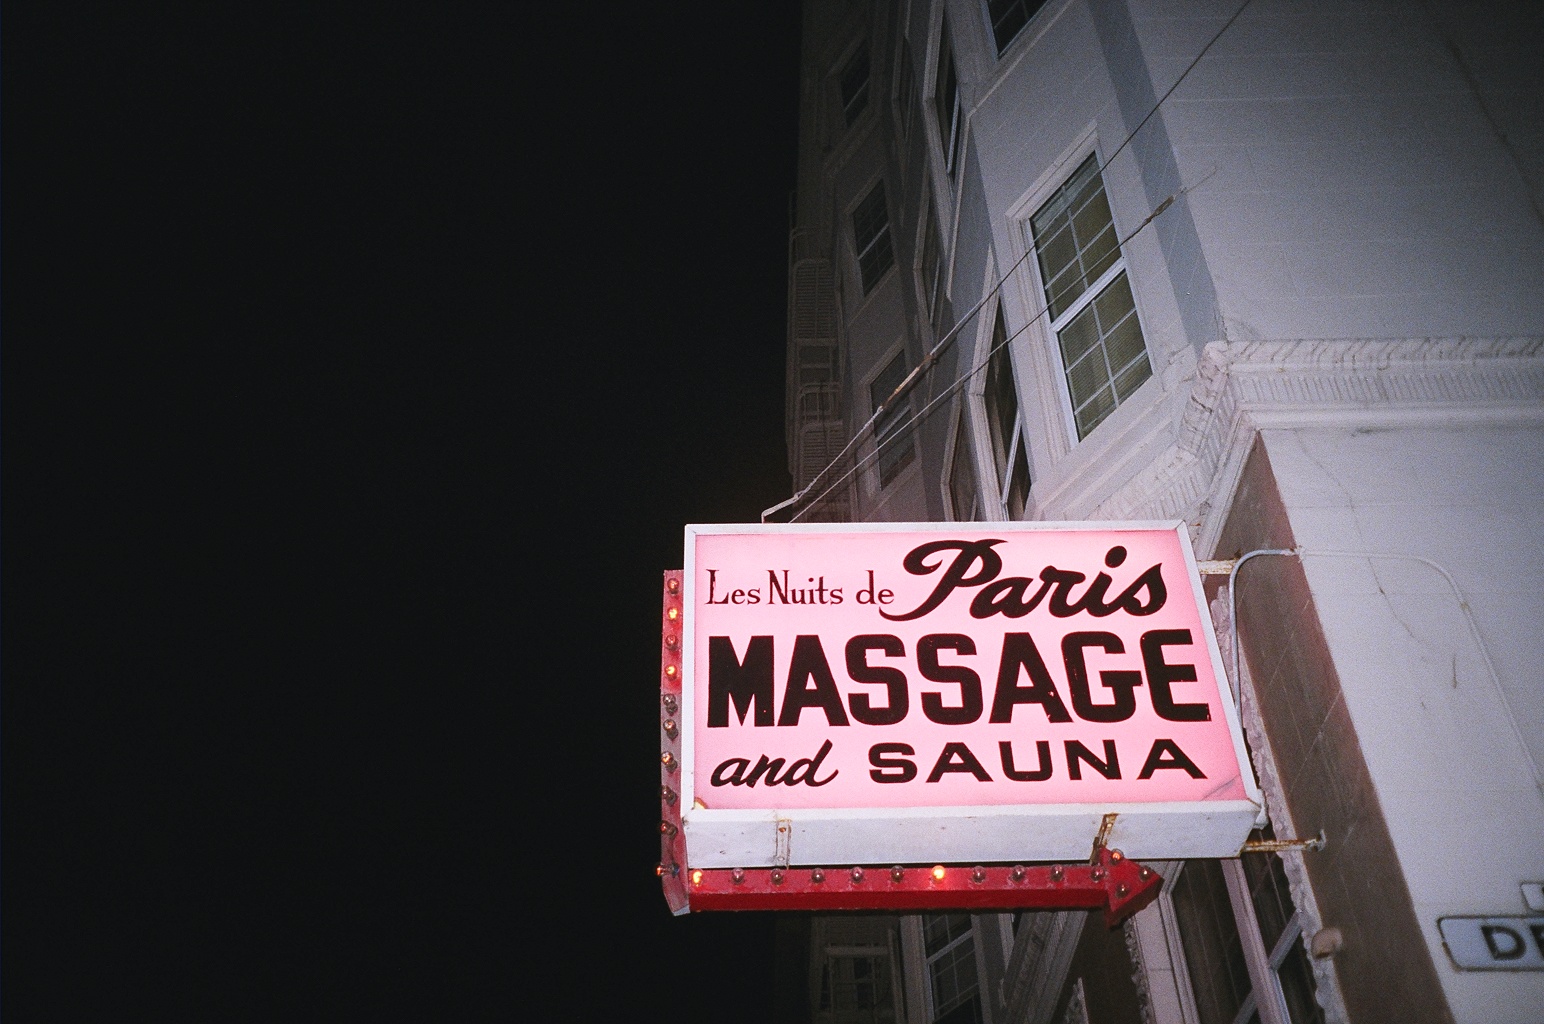 Les Nuits de Paris
MASSAGE
and SAUNA